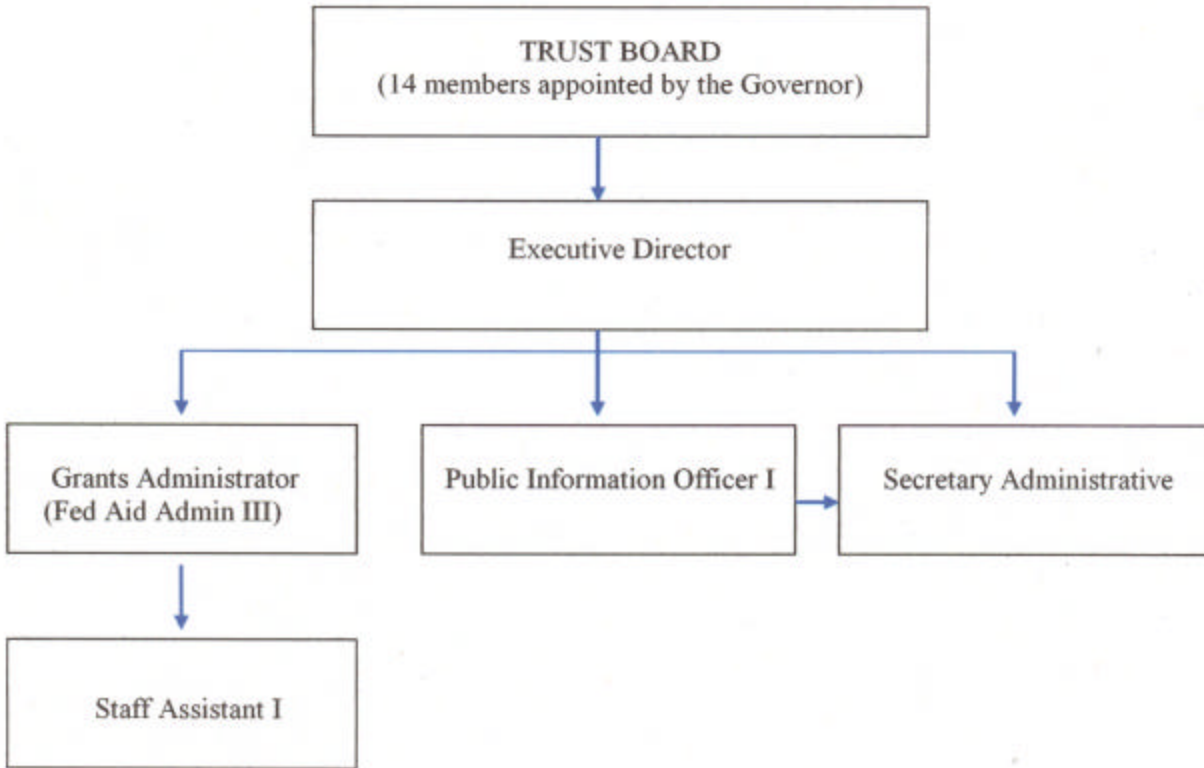 TRUST BOARD
(14 members appointed by the Governor)
Executive Director
Grants Administrator
(Fed Aid Admin III)
Public Information Officer I
Secretary Administrative
Staff Assistant I